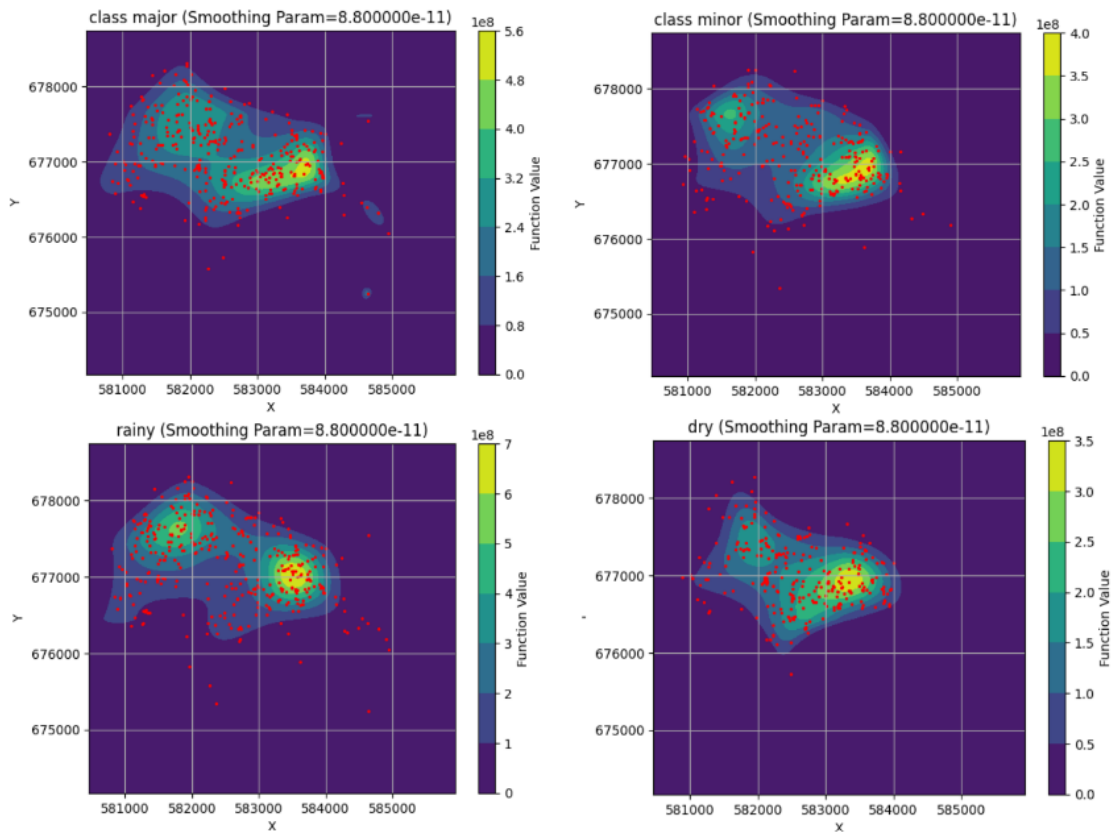 class major (Smoothing Param=8.800000e-11)
1e8
678000
677000
676000
675000
Y
581000 582000 583000 584000 585000
X
5.6
4.8
4.0
3.2
2.4
1.6
0.8
0.0
Function Value
class minor (Smoothing Param=8.800000e-11)
1e8
678000
677000
676000
675000
Y
581000 582000 583000 584000 585000
X
4.0
3.5
3.0
2.5
2.0
1.5
1.0
0.5
0.0
Function Value
rainy (Smoothing Param=8.800000e-11)
1e8
678000
677000
676000
675000
Y
581000 582000 583000 584000 585000
X
7
6
5
4
3
2
1
0
Function Value
dry (Smoothing Param=8.800000e-11)
1e8
678000
677000
676000
675000
581000 582000 583000 584000 585000
X
3.5
3.0
2.5
2.0
1.5
1.0
0.5
0.0
Function Value